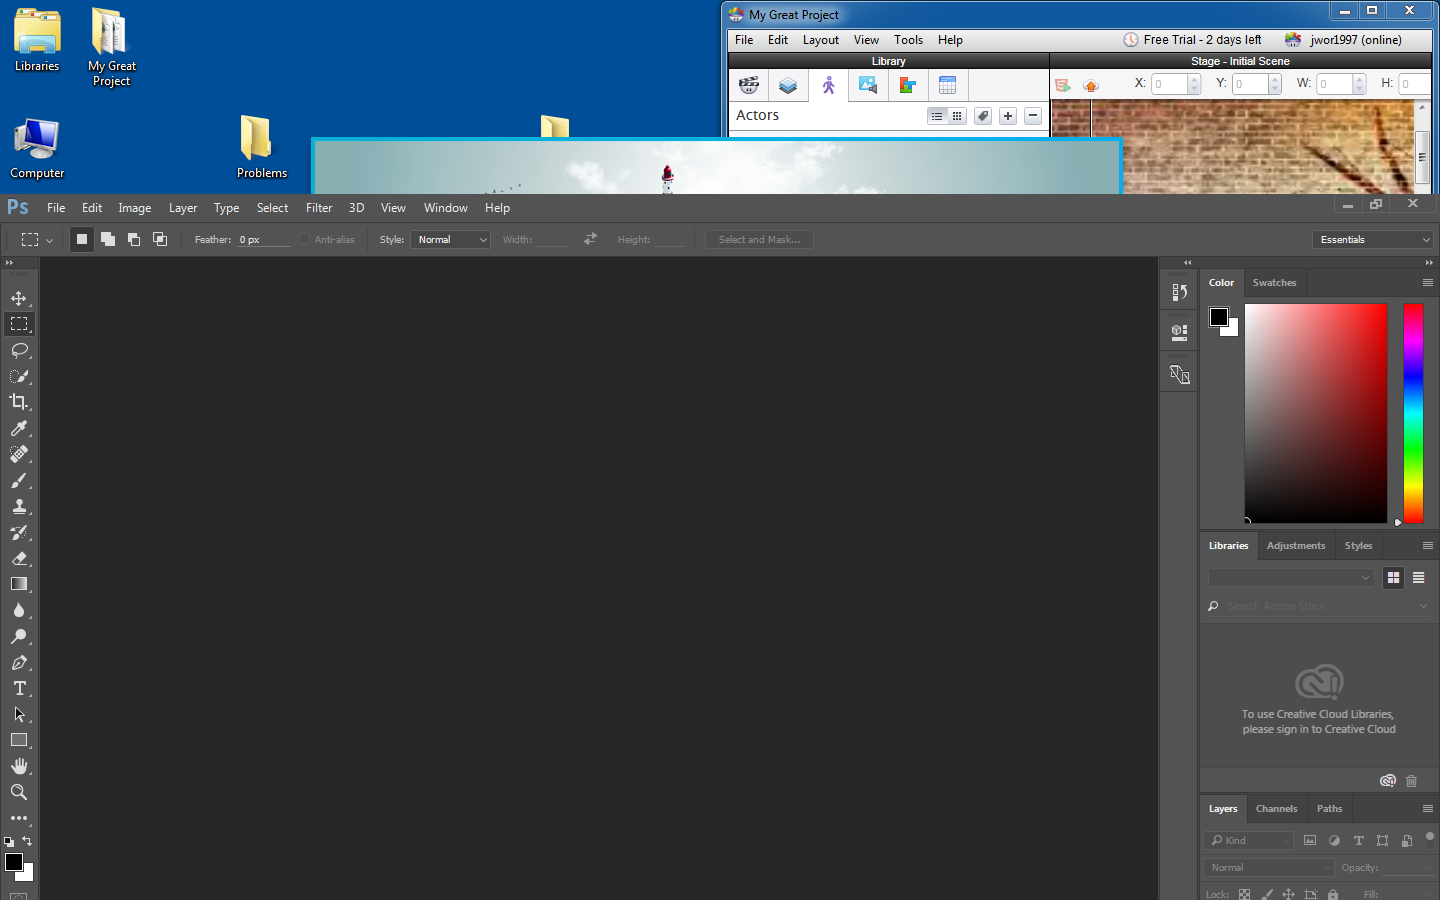 Libraries
My Great Project
Computer
Problems
My Great Project
File Edit Layout View Tools Help Free Trial - 2 days left jwor1997 (online)
Library
Stage - Initial Scene
X: 0 Y: 0 W: 0 H: 0
Actors
Ps File Edit Image Layer Type Select Filter 3D View Window Help
Feather: 0 px Anti-alias Style: Normal Width: Height: Select and Mask... Essentials
Color Swatches
Libraries Adjustments Styles
Search Adobe Stock
To use Creative Cloud Libraries,
please sign in to Creative Cloud
Layers Channels Paths
Kind
Normal Opacity:
Lock: Fill: